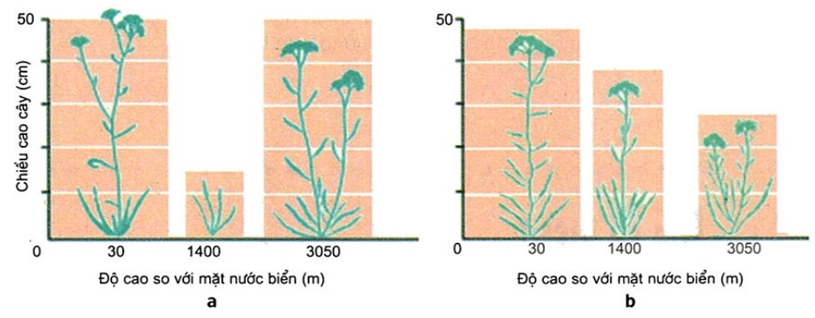 50
Chiều cao cây (cm)
0 30 1400 3050
Độ cao so với mặt nước biển (m)
a
50
0 30 1400 3050
Độ cao so với mặt nước biển (m)
b